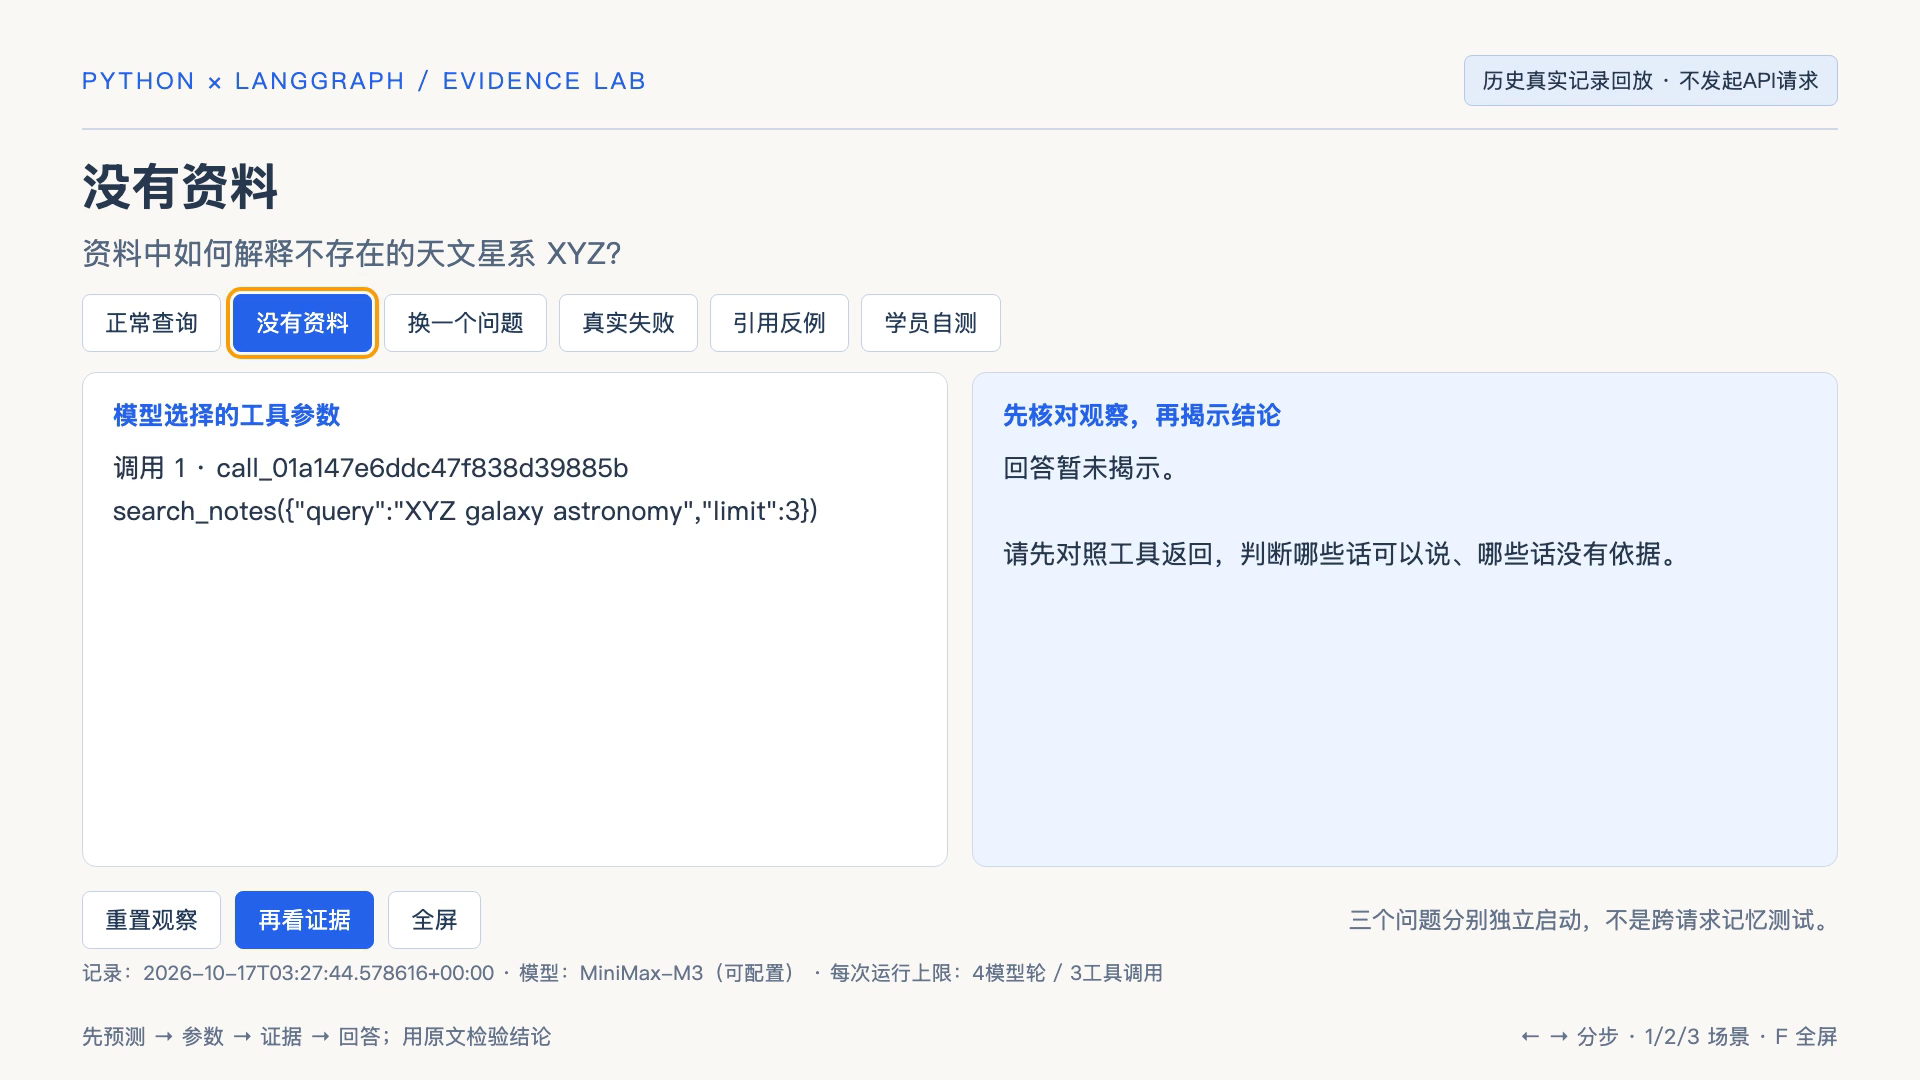 PYTHON × LANGGRAPH / EVIDENCE LAB
历史真实记录回放 · 不发起API请求
没有资料
资料中如何解释不存在的天文星系 XYZ?
正常查询
没有资料
换一个问题
真实失败
引用反例
学员自测
模型选择的工具参数
调用 1 · call_01a147e6ddc47f838d39885b
search_notes({"query":"XYZ galaxy astronomy","limit":3})
先核对观察，再揭示结论
回答暂未揭示。
请先对照工具返回，判断哪些话可以说、哪些话没有依据。
重置观察
再看证据
全屏
三个问题分别独立启动，不是跨请求记忆测试。
记录：2026-10-17T03:27:44.578616+00:00 · 模型：MiniMax-M3（可配置） · 每次运行上限：4模型轮 / 3工具调用
先预测 → 参数 → 证据 → 回答；用原文检验结论
← → 分步 · 1/2/3 场景 · F 全屏